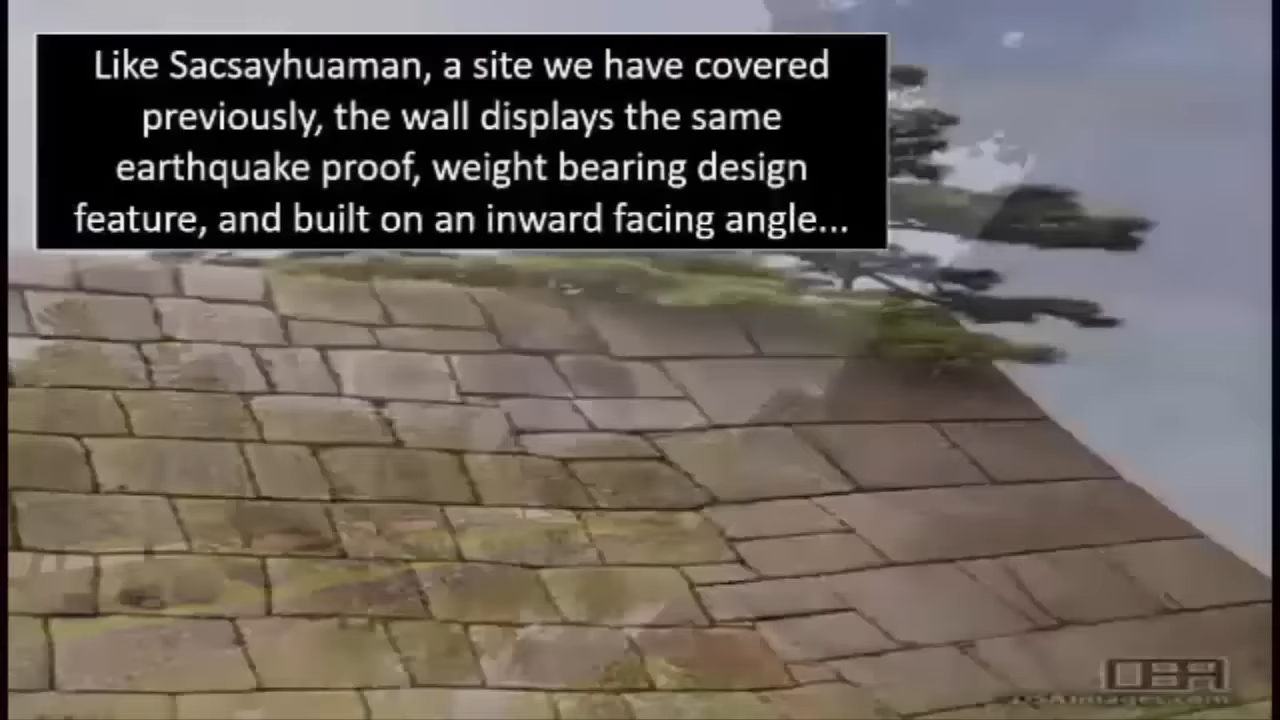 Like Sacsayhuaman, a site we have covered
previously, the wall displays the same
earthquake proof, weight bearing design
feature, and built on an inward facing angle...